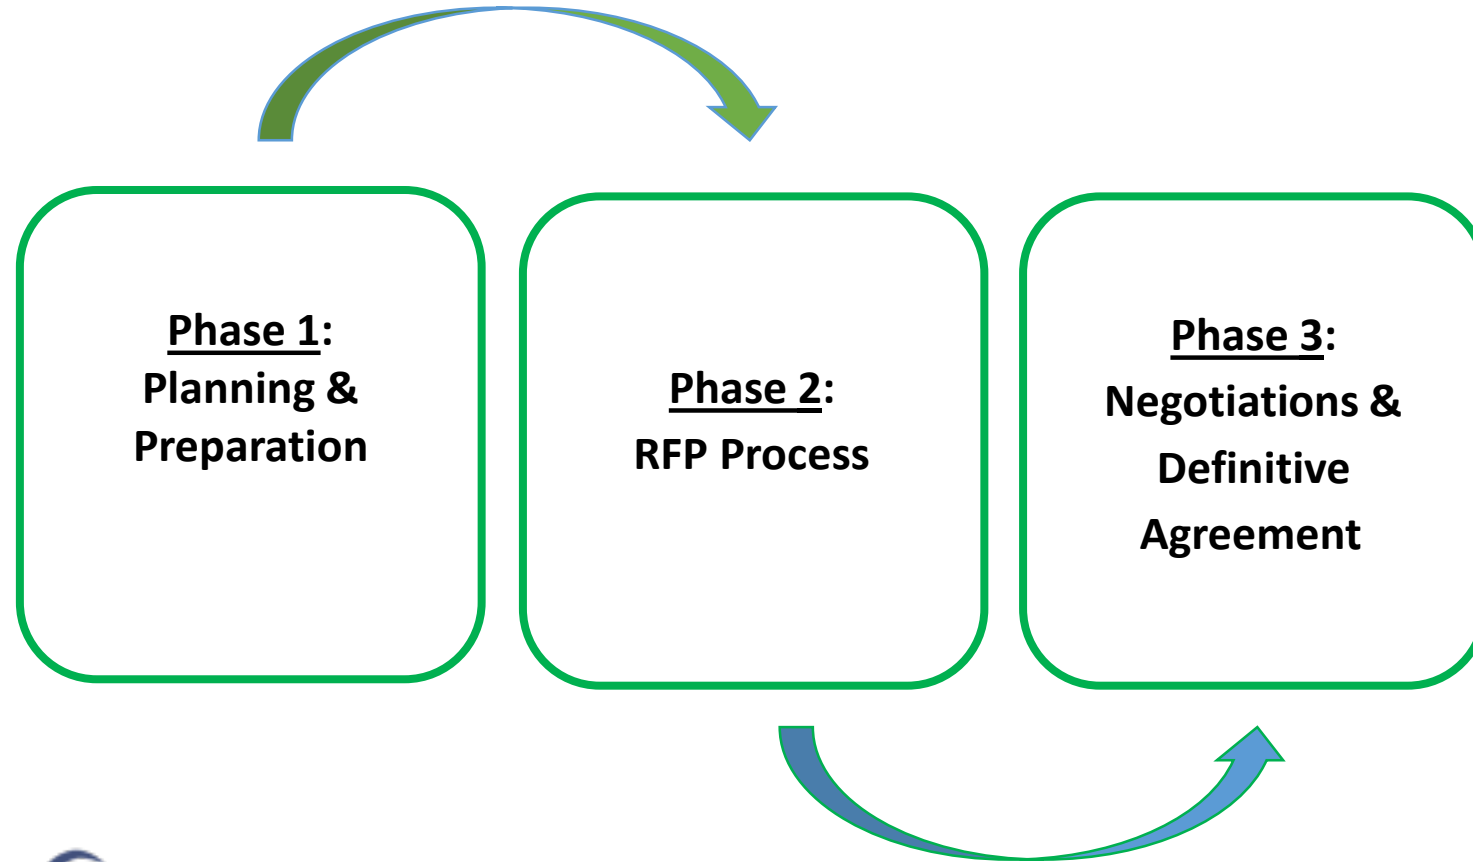 Phase 1:
Planning &
Preparation
Phase 2:
RFP Process
Phase 3:
Negotiations &
Definitive
Agreement